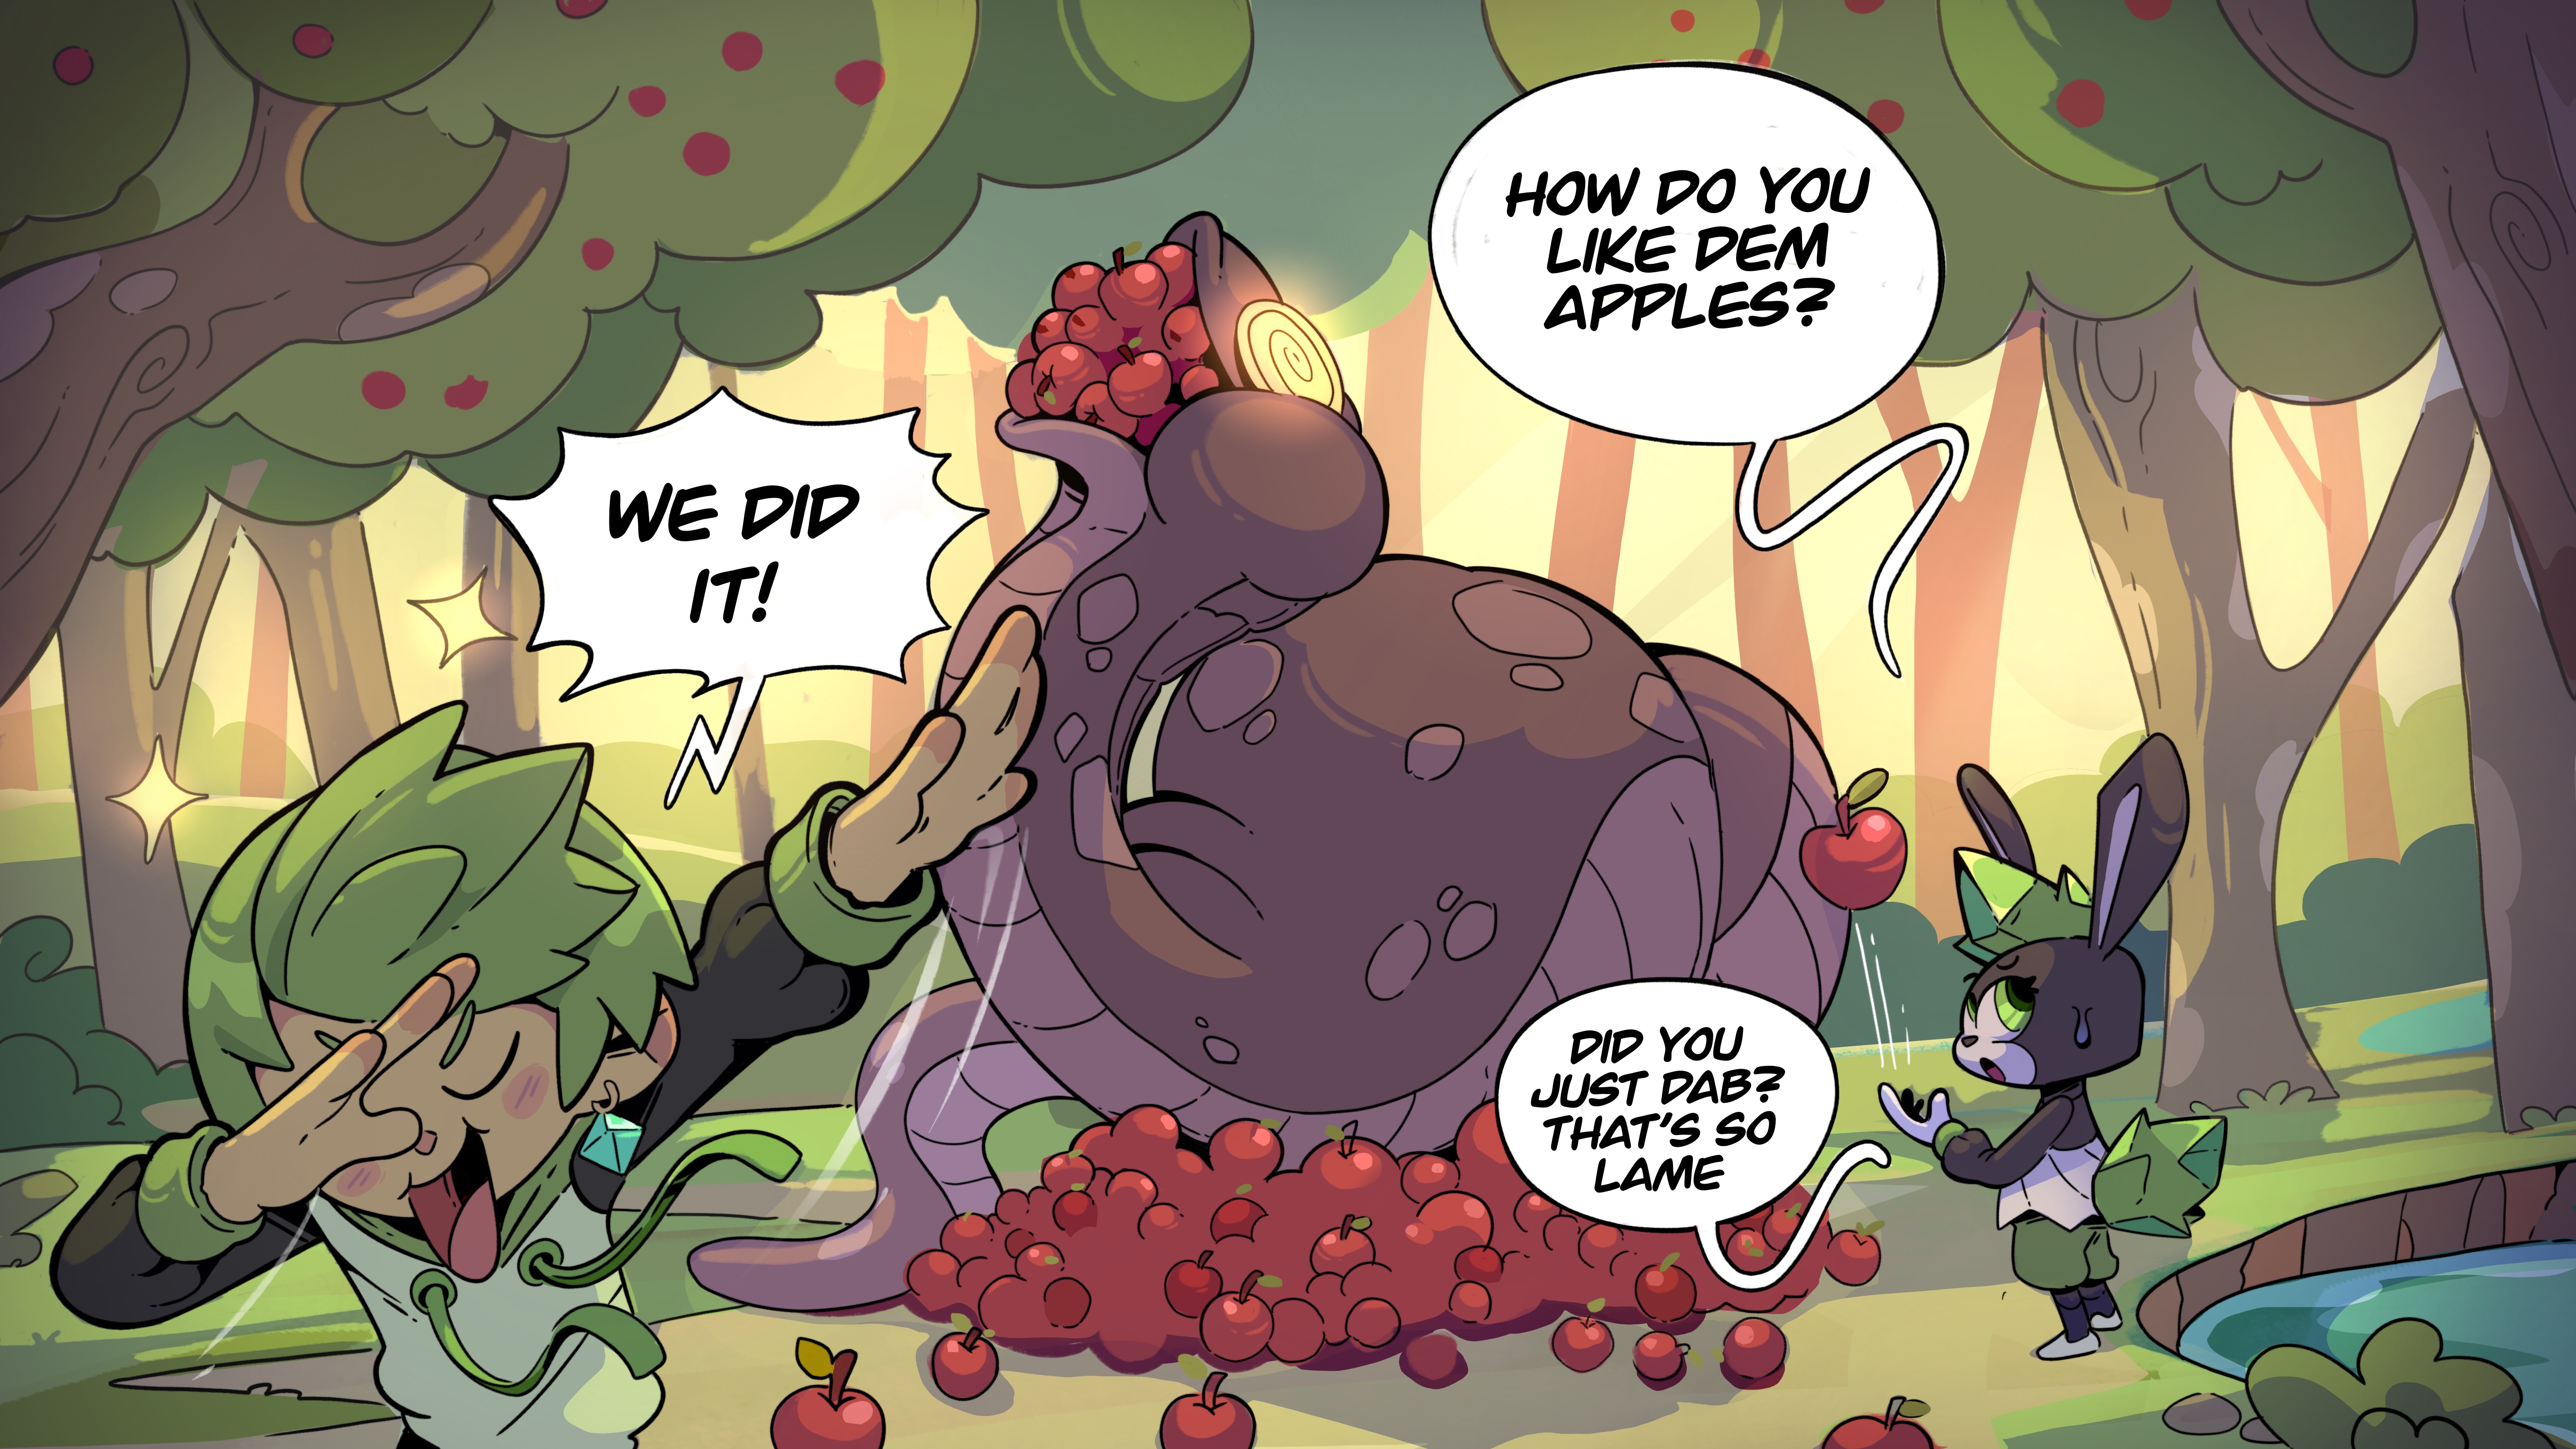 HOW DO YOU
LIKE DEM
APPLES?
WE DID
IT!
DID YOU
JUST DAB?
THAT'S SO
LAME